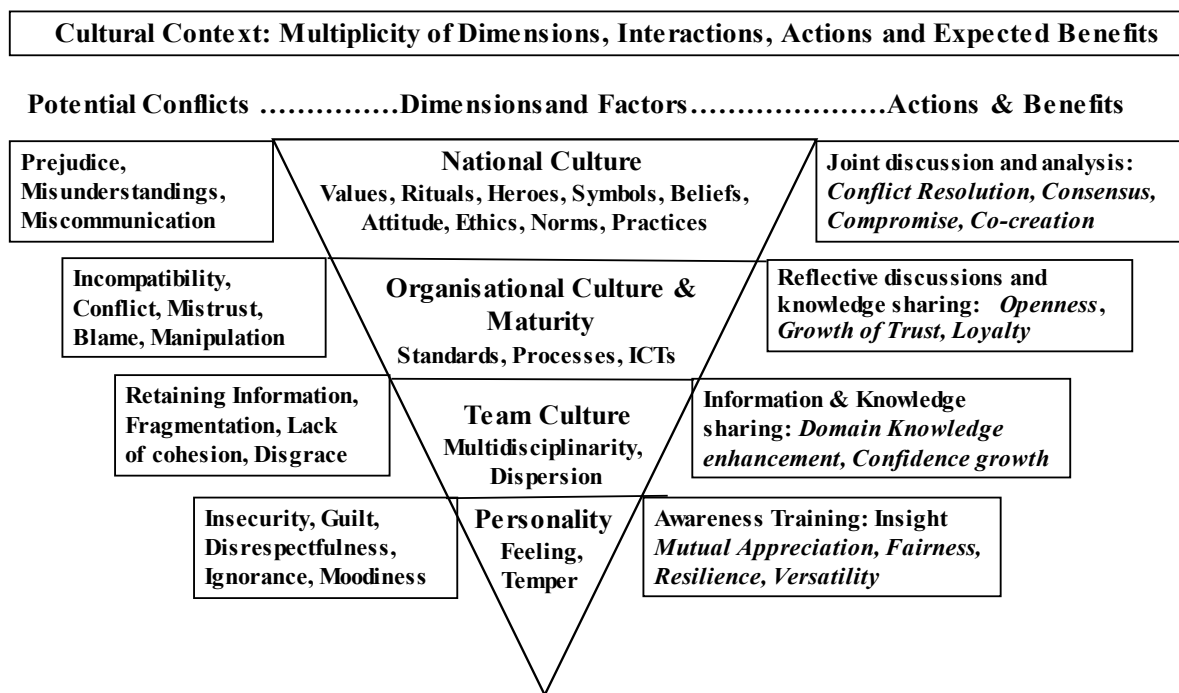 Cultural Context: Multiplicity of Dimensions, Interactions, Actions and Expected Benefits
Potential Conflicts ...............Dimensionsand Factors.....................Actions & Benefits
Prejudice,
Misunderstandings,
Miscommunication
National Culture
Values, Rituals, Heroes, Symbols, Beliefs,
Attitude, Ethics, Norms, Practices
Joint discussion and analysis:
Conflict Resolution, Consensus,
Compromise, Co-creation
Incompatibility,
Conflict, Mistrust,
Blame, Manipulation
Organisational Culture &
Maturity
Standards, Processes, ICTs
Reflective discussions and
knowledge sharing: Openness,
Growth of Trust, Loyalty
Retaining Information,
Fragmentation, Lack
of cohesion, Disgrace
Team Culture
Multidisciplinarity,
Dispersion
Information & Knowledge
sharing: Domain Knowledge
enhancement, Confidence growth
Insecurity, Guilt,
Disrespectfulness,
Ignorance, Moodiness
Personality
Feeling,
Temper
Awareness Training: Insight
Mutual Appreciation, Fairness,
Resilience, Versatility